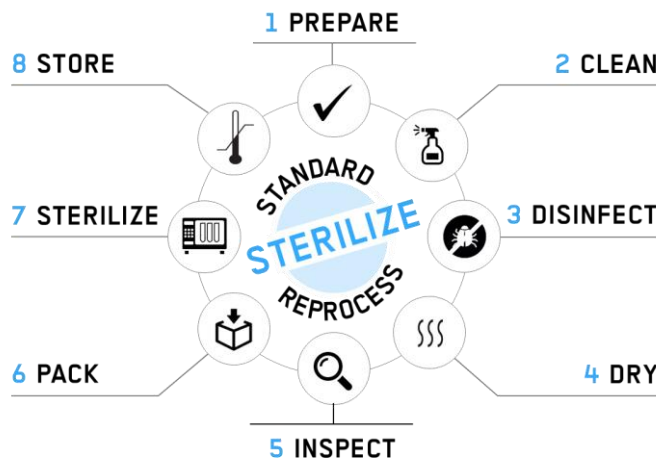 1 PREPARE
2 CLEAN
3 DISINFECT
4 DRY
5 INSPECT
6 PACK
7 STERILIZE
8 STORE
STANDARD
STERILIZE
REPROCESS